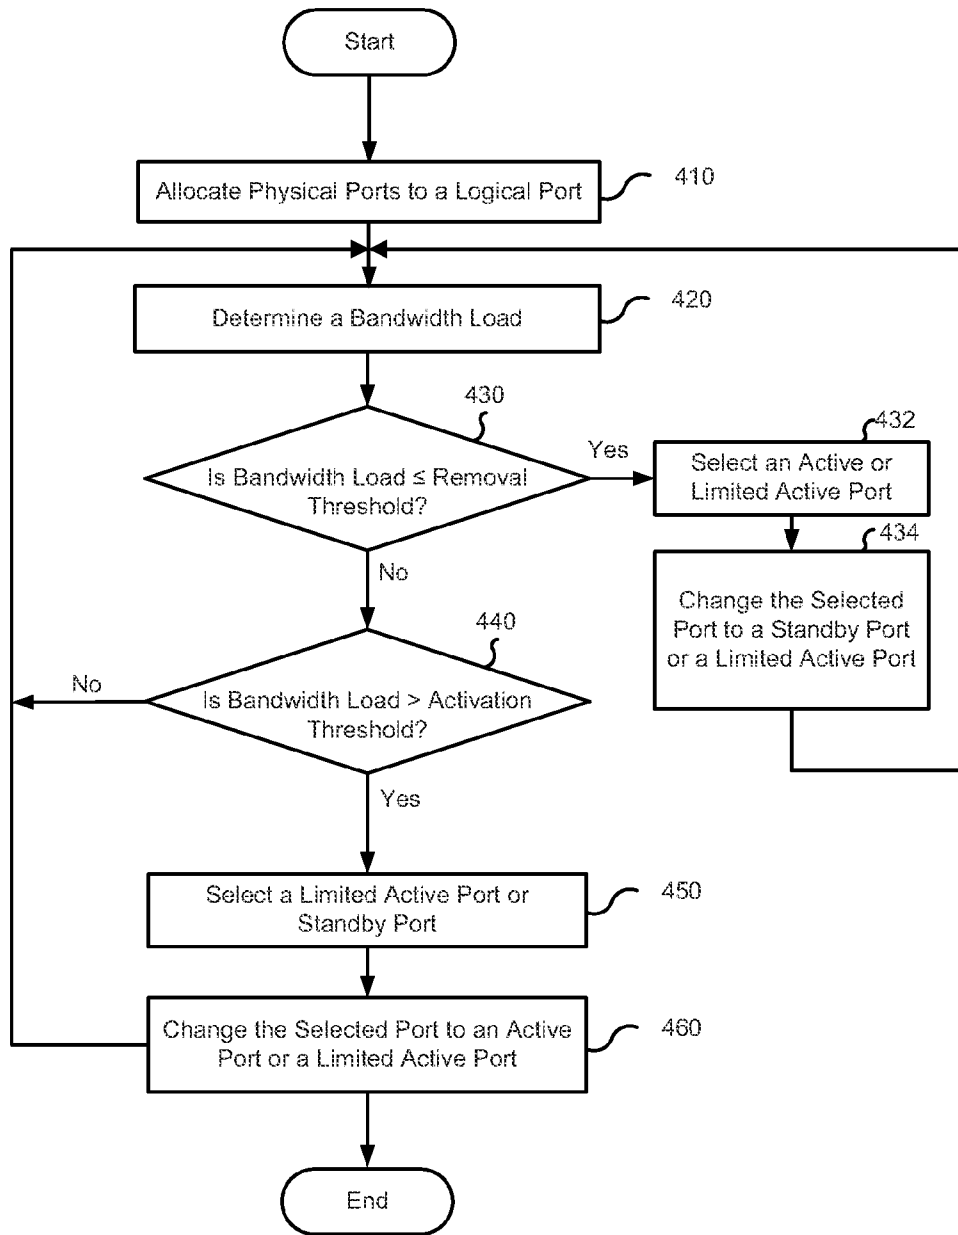 Start
Allocate Physical Ports to a Logical Port
410
Determine a Bandwidth Load
420
430
Is Bandwidth Load ≤ Removal
Threshold?
Yes
432
Select an Active or
Limited Active Port
434
Change the Selected
Port to a Standby Port
or a Limited Active Port
No
440
Is Bandwidth Load > Activation
Threshold?
No
Yes
Select a Limited Active Port or
Standby Port
450
Change the Selected Port to an Active
Port or a Limited Active Port
460
End